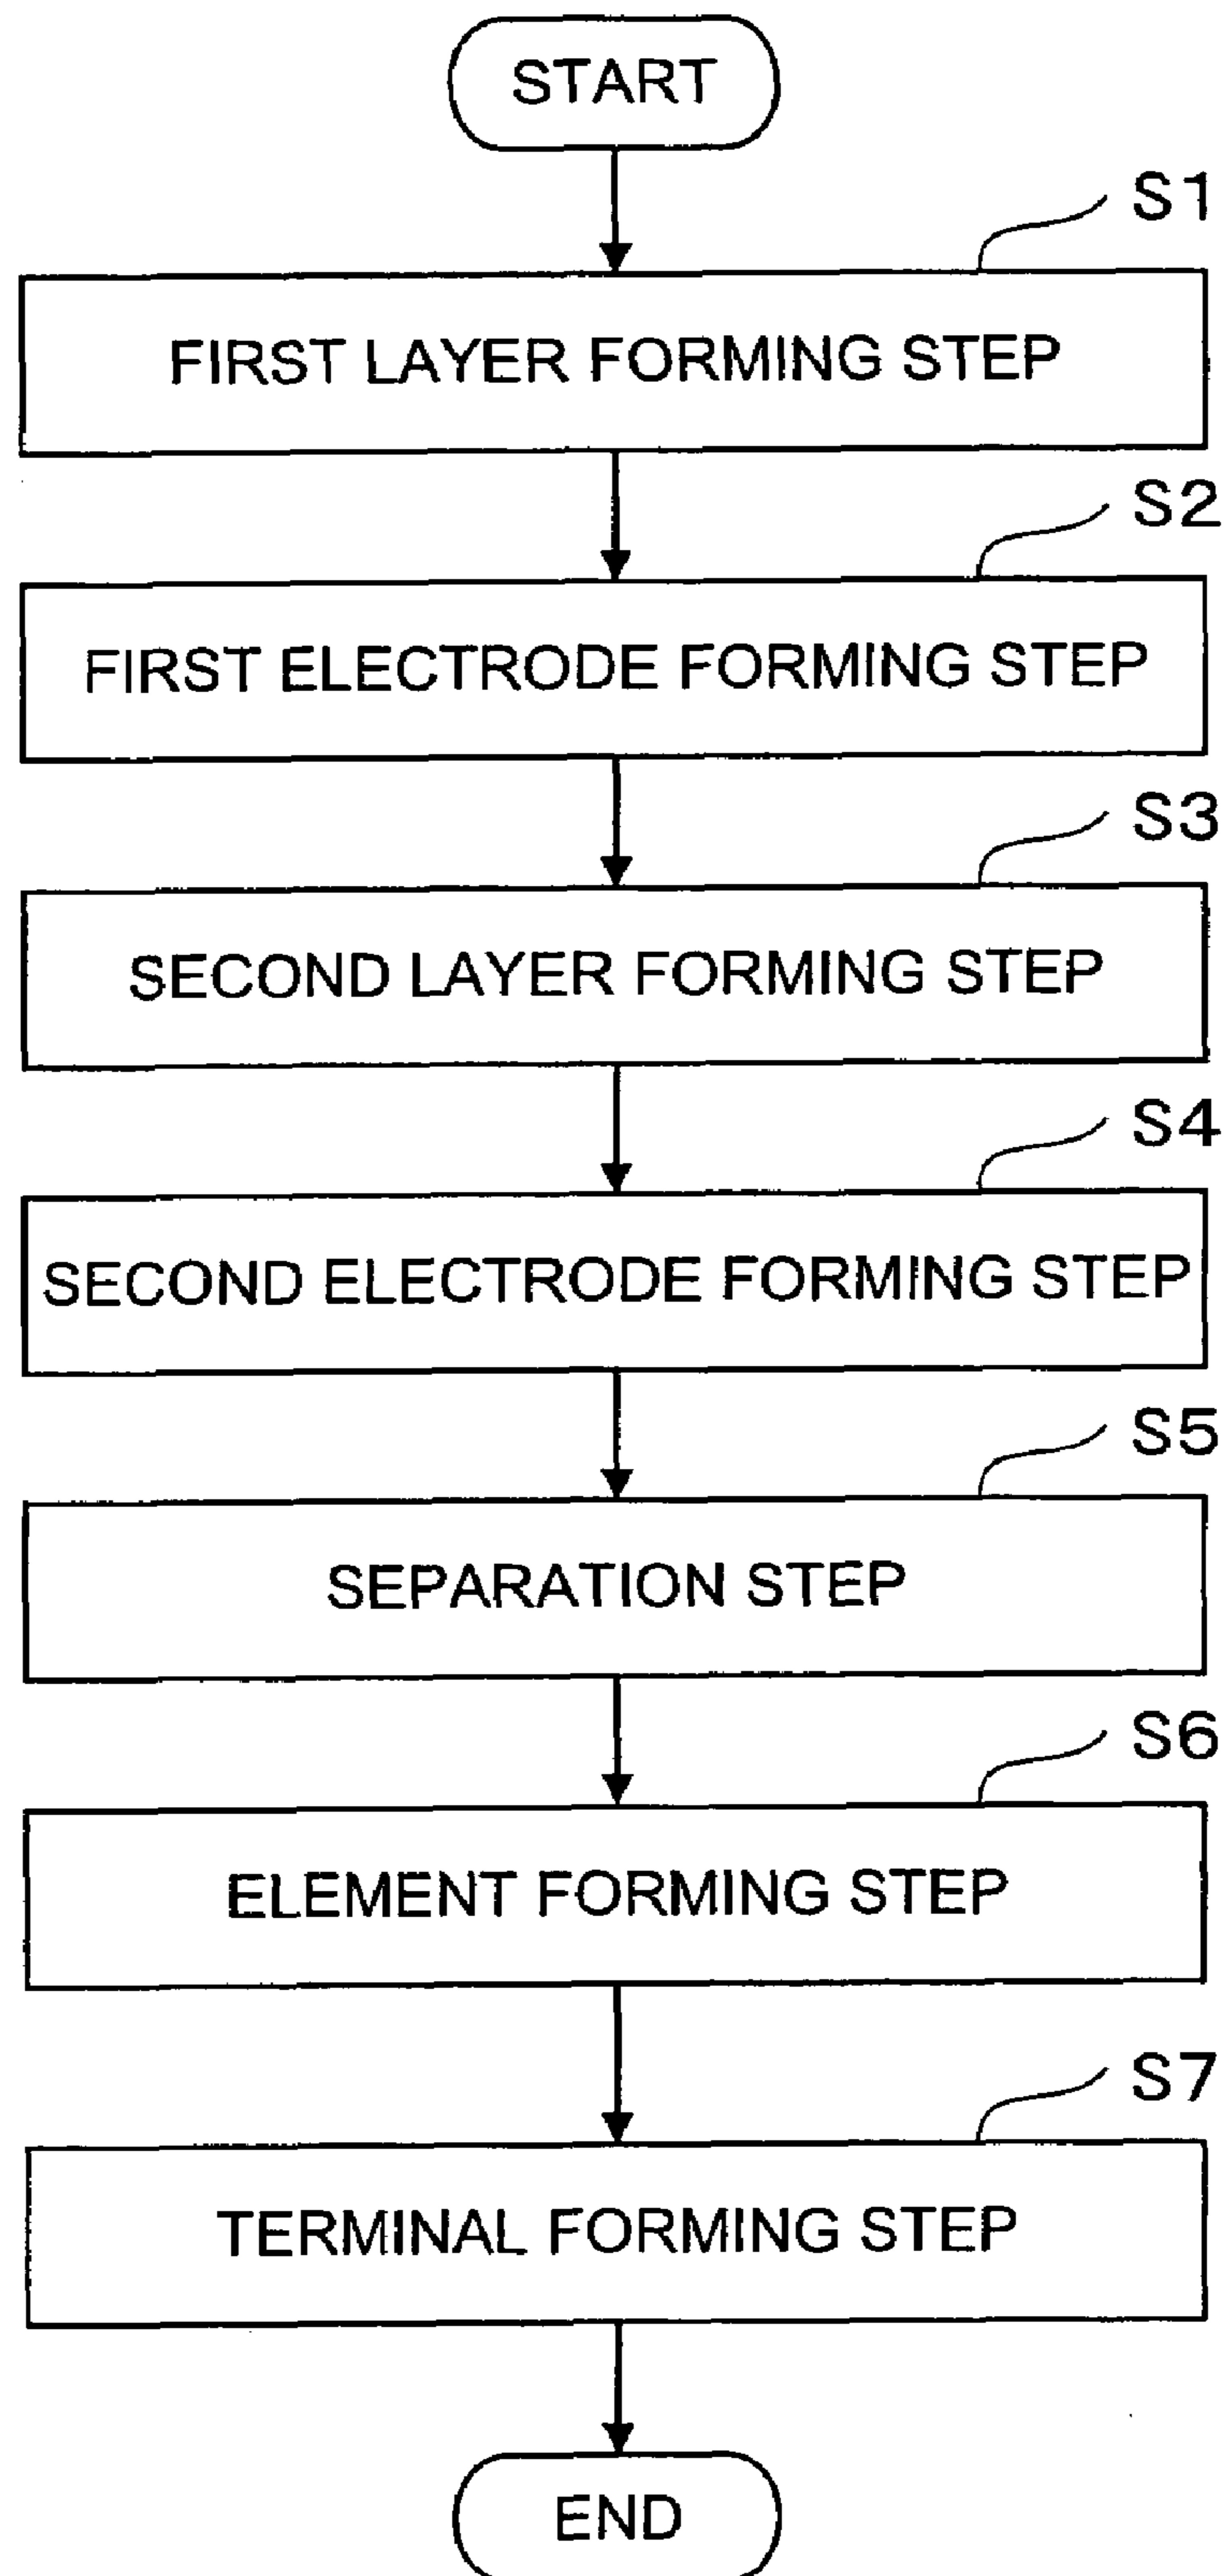 START
S1
FIRST LAYER FORMING STEP
S2
FIRST ELECTRODE FORMING STEP
S3
SECOND LAYER FORMING STEP
S4
SECOND ELECTRODE FORMING STEP
S5
SEPARATION STEP
S6
ELEMENT FORMING STEP
S7
TERMINAL FORMING STEP
END